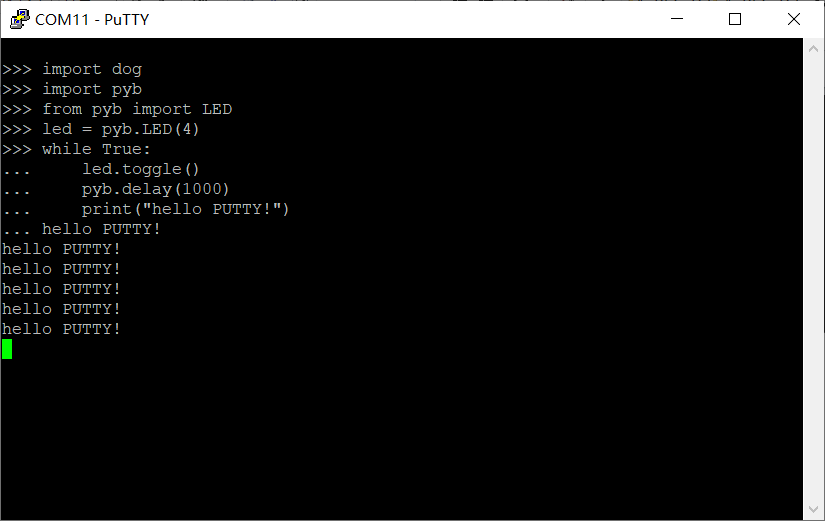 COM11 - PuTTY
>>> import dog
>>> import pyb
>>> from pyb import LED
>>> led = pyb.LED(4)
>>> while True:
...     led.toggle()
...     pyb.delay(1000)
...     print("hello PUTTY!")
... hello PUTTY!
hello PUTTY!
hello PUTTY!
hello PUTTY!
hello PUTTY!
hello PUTTY!